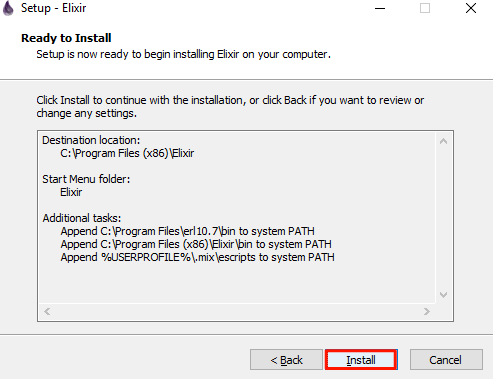 Setup - Elixir
Ready to Install
Setup is now ready to begin installing Elixir on your computer.
Click Install to continue with the installation, or click Back if you want to review or
change any settings.
Destination location:
C:\Program Files (x86)\Elixir
Start Menu folder:
Elixir
Additional tasks:
Append C:\Program Files\erl10.7\bin to system PATH
Append C:\Program Files (x86)\Elixir\bin to system PATH
Append %USERPROFILE%\.mix\escripts to system PATH
< Back
Install
Cancel